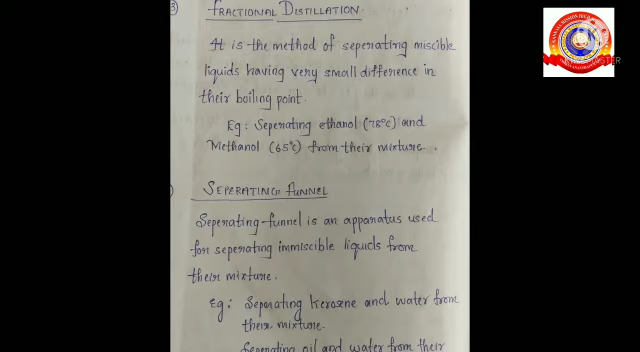 3)
FRACTIONAL DISTILLATION
It is the method of seperating miscible
liquids having very small difference in
their boiling point.
Eg: Seperating ethanol (78°c) and
Methanol (65°c) from their mixture.
SEPERATING FUNNEL
Seperating-funnel is an apparatus used
for seperating immiscible liquids from
their mixture.
Eg: Separating Kerosene and water from
their mixture.
Seperating oil and water from their